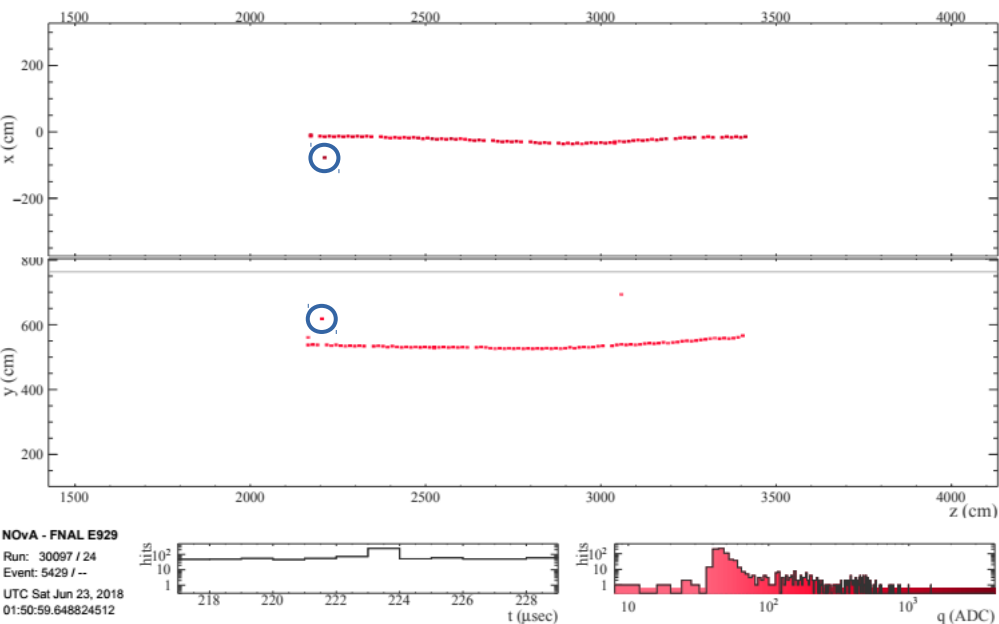 1500 2000 2500 3000 3500 4000
x (cm)
200
0
−200
y (cm)
800
600
400
200
1500 2000 2500 3000 3500 4000
z (cm)
NOvA - FNAL E929
Run: 30097 / 24
Event: 5429 / --
UTC Sat Jun 23, 2018
01:50:59.648824512
hits
10²
10
1
218 220 222 224 226 228
t (μsec)
hits
10²
10
1
10 10² 10³
q (ADC)